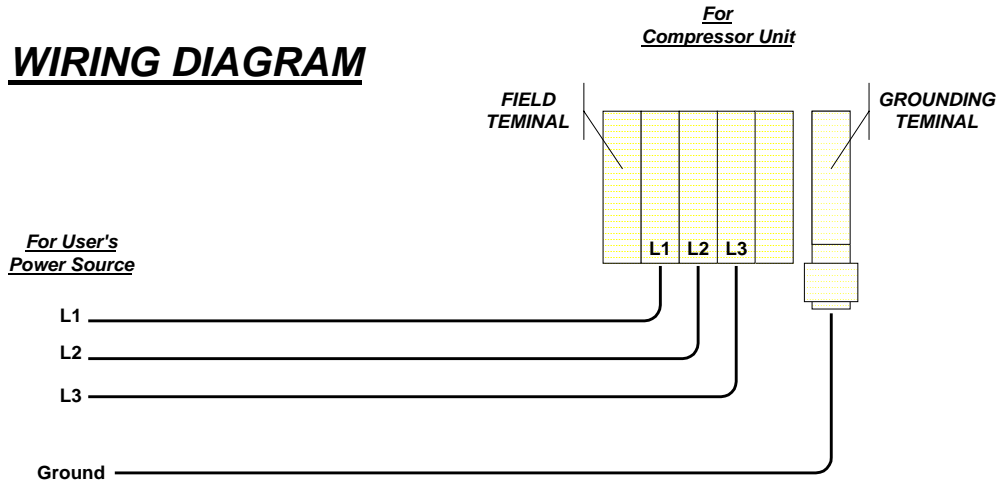 For
Compressor Unit
WIRING DIAGRAM
FIELD
TEMINAL
GROUNDING
TEMINAL
L1 L2 L3
For User's
Power Source
L1
L2
L3
Ground